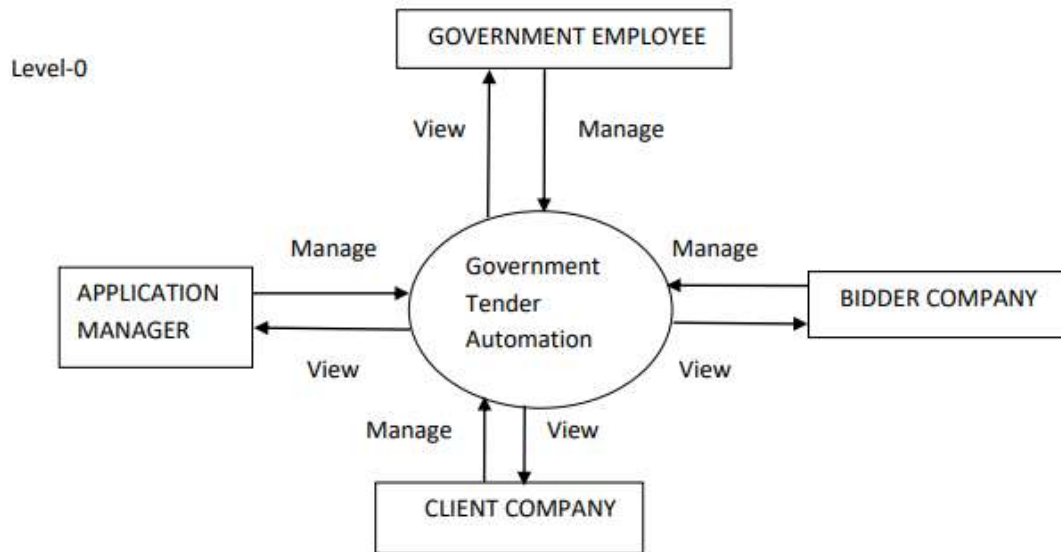 GOVERNMENT EMPLOYEE
Level-0
View
Manage
Manage
Manage
Government
Tender
Automation
APPLICATION
MANAGER
BIDDER COMPANY
View
View
Manage
View
CLIENT COMPANY